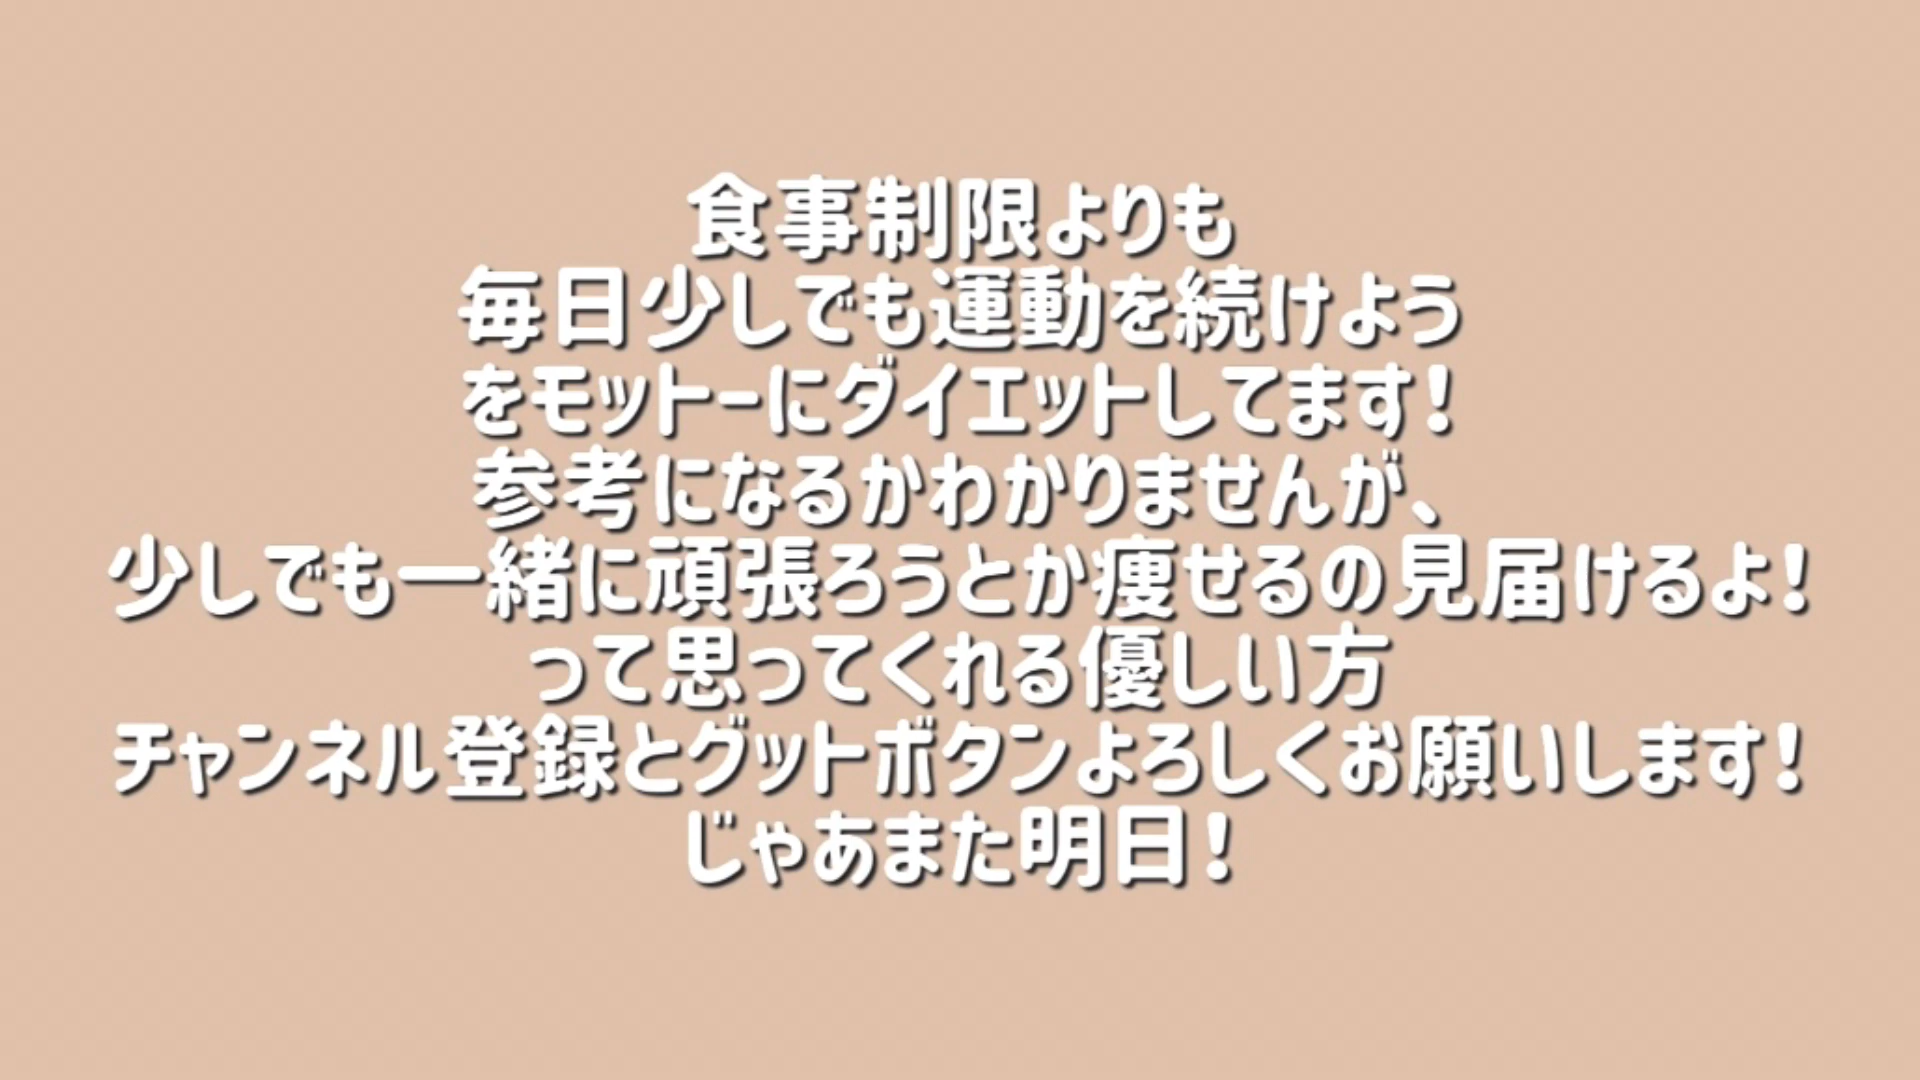 食事制限よりも
毎日少しでも運動を続けよう
をモットーにダイエットしてます!
参考になるかわかりませんが、
少しでも一緒に頑張ろうとか痩せるの見届けるよ!
って思ってくれる優しい方
チャンネル登録とグットボタンよろしくお願いします!
じゃあまた明日!